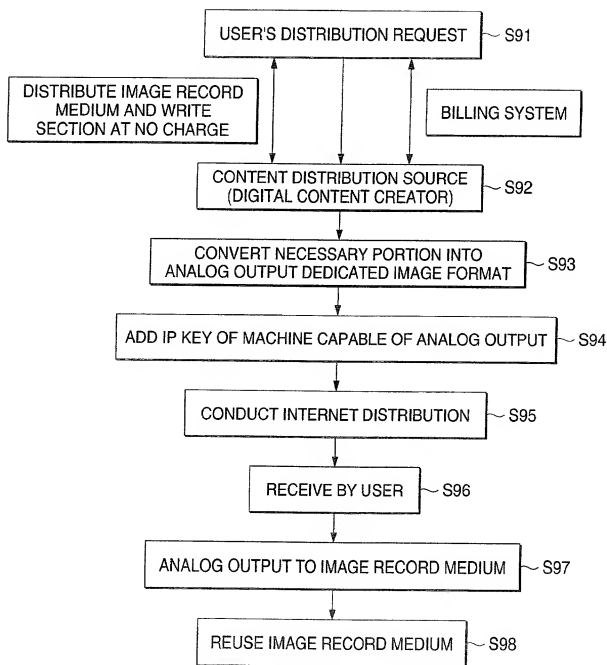 USER'S DISTRIBUTION REQUEST
S91
DISTRIBUTE IMAGE RECORD
MEDIUM AND WRITE
SECTION AT NO CHARGE
BILLING SYSTEM
CONTENT DISTRIBUTION SOURCE
(DIGITAL CONTENT CREATOR)
S92
CONVERT NECESSARY PORTION INTO
ANALOG OUTPUT DEDICATED IMAGE FORMAT
S93
ADD IP KEY OF MACHINE CAPABLE OF ANALOG OUTPUT
S94
CONDUCT INTERNET DISTRIBUTION
S95
RECEIVE BY USER
S96
ANALOG OUTPUT TO IMAGE RECORD MEDIUM
S97
REUSE IMAGE RECORD MEDIUM
S98